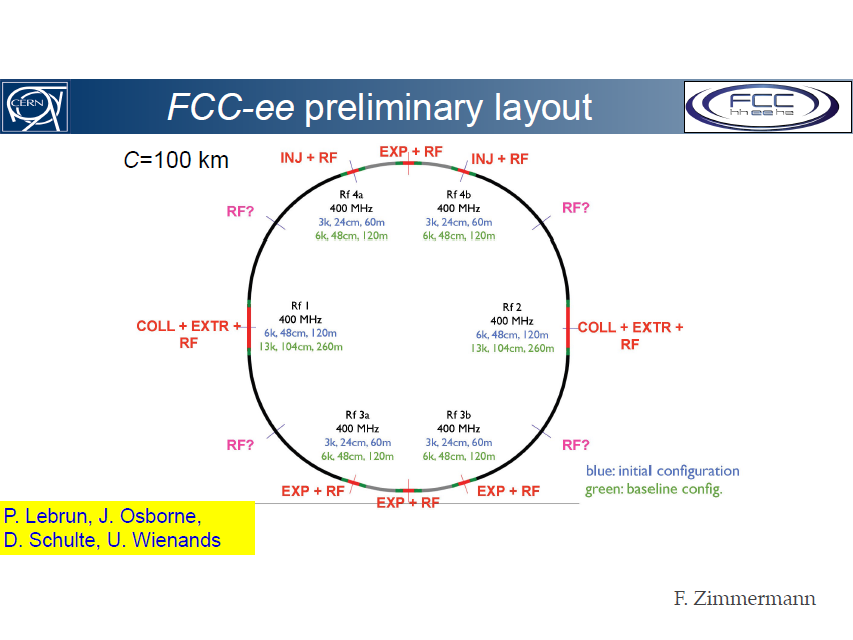 CERN
FCC-ee preliminary layout
FCC
hh ee he
C=100 km
INJ + RF
EXP + RF
INJ + RF
RF?
RF?
Rf 4a
400 MHz
3k, 24cm, 60m
6k, 48cm, 120m
Rf 4b
400 MHz
3k, 24cm, 60m
6k, 48cm, 120m
COLL + EXTR +
RF
Rf 1
400 MHz
6k, 48cm, 120m
13k, 104cm, 260m
Rf 2
400 MHz
6k, 48cm, 120m
13k, 104cm, 260m
COLL + EXTR +
RF
Rf 3a
400 MHz
3k, 24cm, 60m
6k, 48cm, 120m
Rf 3b
400 MHz
3k, 24cm, 60m
6k, 48cm, 120m
RF?
RF?
blue: initial configuration
green: baseline config.
EXP + RF
EXP + RF
EXP + RF
P. Lebrun, J. Osborne,
D. Schulte, U. Wienands
F. Zimmermann